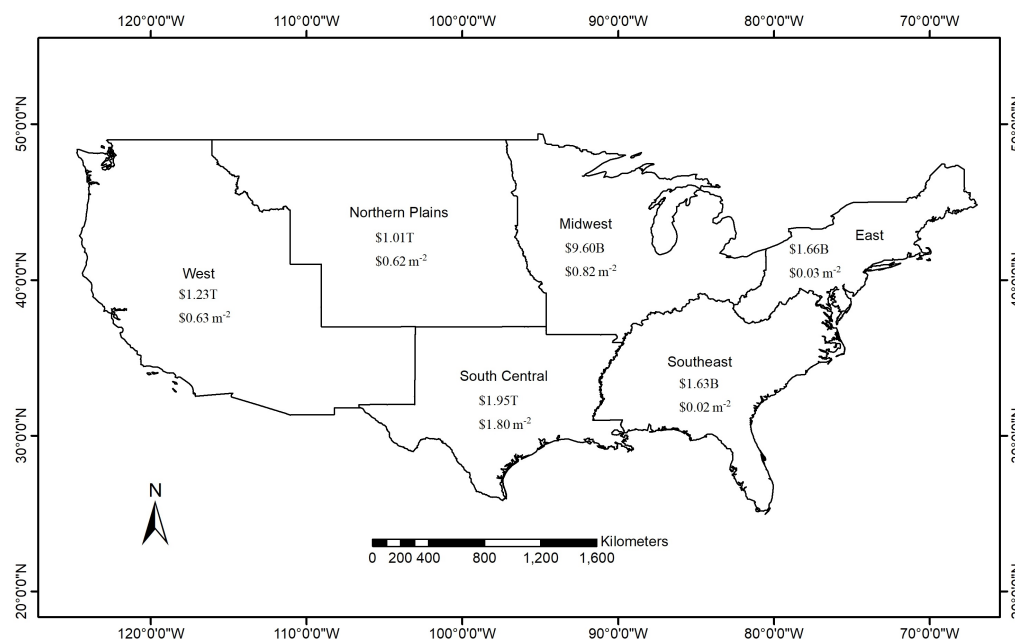 120°0'0"W 110°0'0"W 100°0'0"W 90°0'0"W 80°0'0"W 70°0'0"W
50°0'0"N
40°0'0"N
30°0'0"N
20°0'0"N
Northern Plains
$1.01T
$0.62 m-2
Midwest
$9.60B
$0.82 m-2
East
$1.66B
$0.03 m-2
West
$1.23T
$0.63 m-2
South Central
$1.95T
$1.80 m-2
Southeast
$1.63B
$0.02 m-2
N
Kilometers
0 200 400 800 1,200 1,600
120°0'0"W 110°0'0"W 100°0'0"W 90°0'0"W 80°0'0"W 70°0'0"W